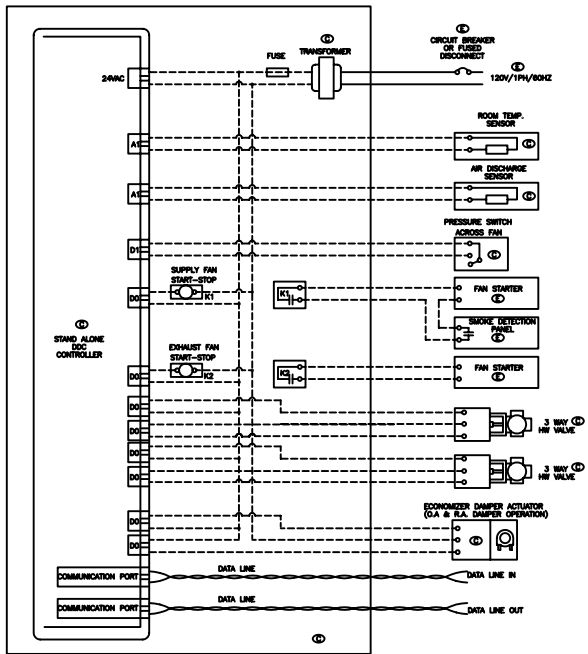 C
TRANSFORMER
FUSE
E
CIRCUIT BREAKER
OR FUSED
DISCONNECT
E
120V/1PH/60HZ
24VAC
ROOM TEMP.
SENSOR
A1
C
AIR DISCHARGE
SENSOR
A1
C
PRESSURE SWITCH
ACROSS FAN
D1
C
SUPPLY FAN
START-STOP
DO
K1
K1
FAN STARTER
E
C
STAND ALONE
DDC
CONTROLLER
SMOKE DETECTION
PANEL
E
EXHAUST FAN
START-STOP
DO
K2
K2
FAN STARTER
E
DO
DO
3 WAY C
HW VALVE
DO
DO
3 WAY C
HW VALVE
ECONOMIZER DAMPER ACTUATOR
(O.A & R.A. DAMPER OPERATION)
DO
DO
C
COMMUNICATION PORT
DATA LINE
DATA LINE IN
COMMUNICATION PORT
DATA LINE
DATA LINE OUT
C